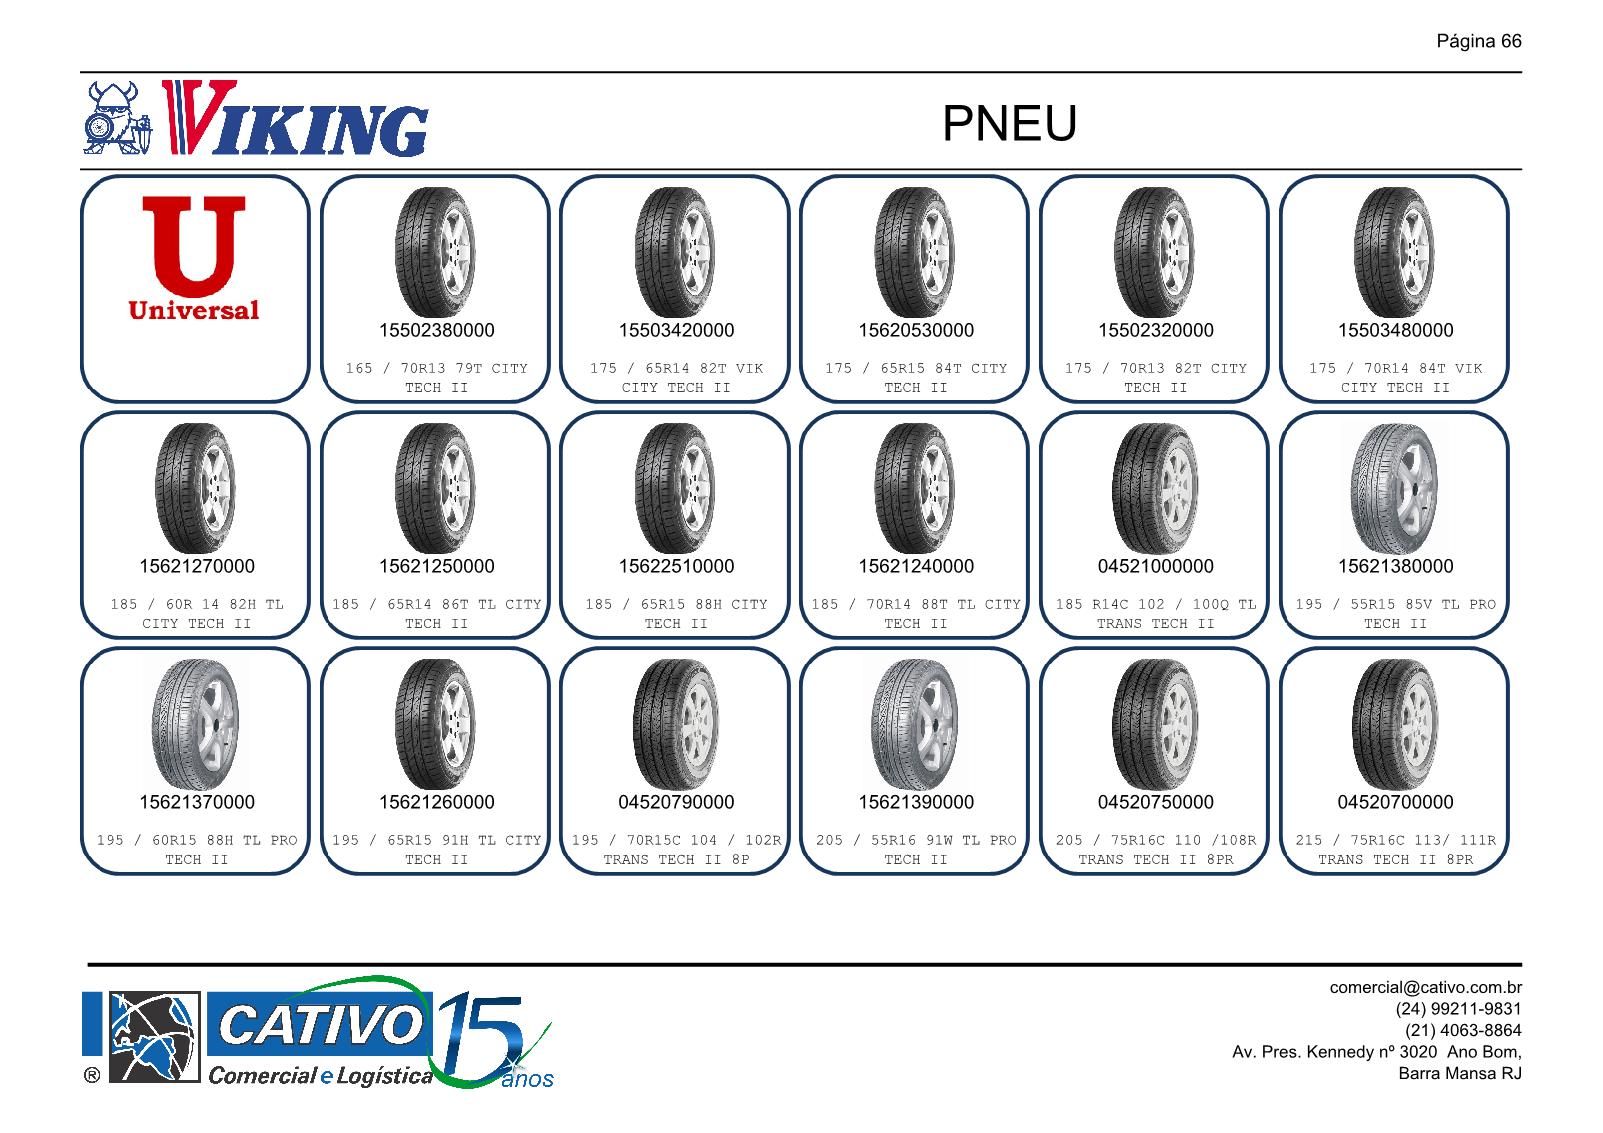 Página 66
VIKING
PNEU
U
Universal
15502380000
165 / 70R13 79T CITY
TECH II
15503420000
175 / 65R14 82T VIK
CITY TECH II
15620530000
175 / 65R15 84T CITY
TECH II
15502320000
175 / 70R13 82T CITY
TECH II
15503480000
175 / 70R14 84T VIK
CITY TECH II
15621270000
185 / 60R 14 82H TL
CITY TECH II
15621250000
185 / 65R14 86T TL CITY
TECH II
15622510000
185 / 65R15 88H CITY
TECH II
15621240000
185 / 70R14 88T TL CITY
TECH II
04521000000
185 R14C 102 / 100Q TL
TRANS TECH II
15621380000
195 / 55R15 85V TL PRO
TECH II
15621370000
195 / 60R15 88H TL PRO
TECH II
15621260000
195 / 65R15 91H TL CITY
TECH II
04520790000
195 / 70R15C 104 / 102R
TRANS TECH II 8P
15621390000
205 / 55R16 91W TL PRO
TECH II
04520750000
205 / 75R16C 110 /108R
TRANS TECH II 8PR
04520700000
215 / 75R16C 113/ 111R
TRANS TECH II 8PR
CATIVO 15
® Comercial e Logística anos
comercial@cativo.com.br
(24) 99211-9831
(21) 4063-8864
Av. Pres. Kennedy nº 3020 Ano Bom,
Barra Mansa RJ